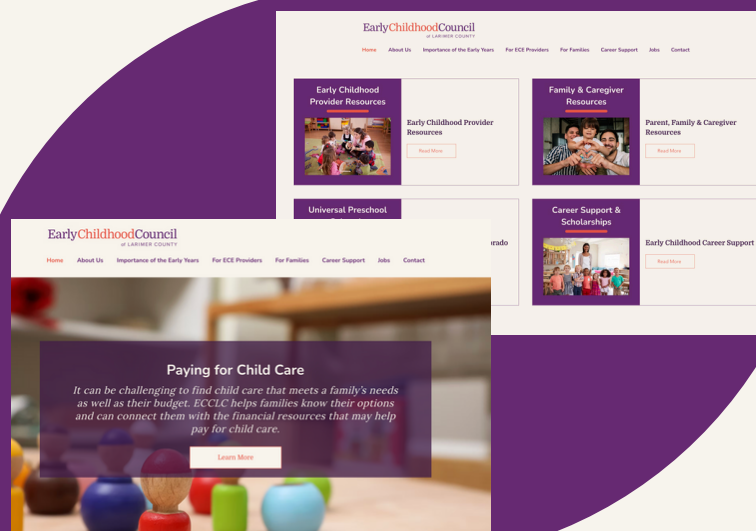 EarlyChildhoodCouncil
of LARIMER COUNTY
Home About Us Importance of the Early Years For ECE Providers For Families Career Support Jobs Contact
Early Childhood
Provider Resources
Early Childhood Provider
Resources
Read More
Family & Caregiver
Resources
Parent, Family & Caregiver
Resources
Read More
Universal Preschool
Career Support &
Scholarships
Early Childhood Career Support
Read More
EarlyChildhoodCouncil
of LARIMER COUNTY
Home About Us Importance of the Early Years For ECE Providers For Families Career Support Jobs Contact
Paying for Child Care
It can be challenging to find child care that meets a family's needs
as well as their budget. ECCLC helps families know their options
and can connect them with the financial resources that may help
pay for child care.
Learn More